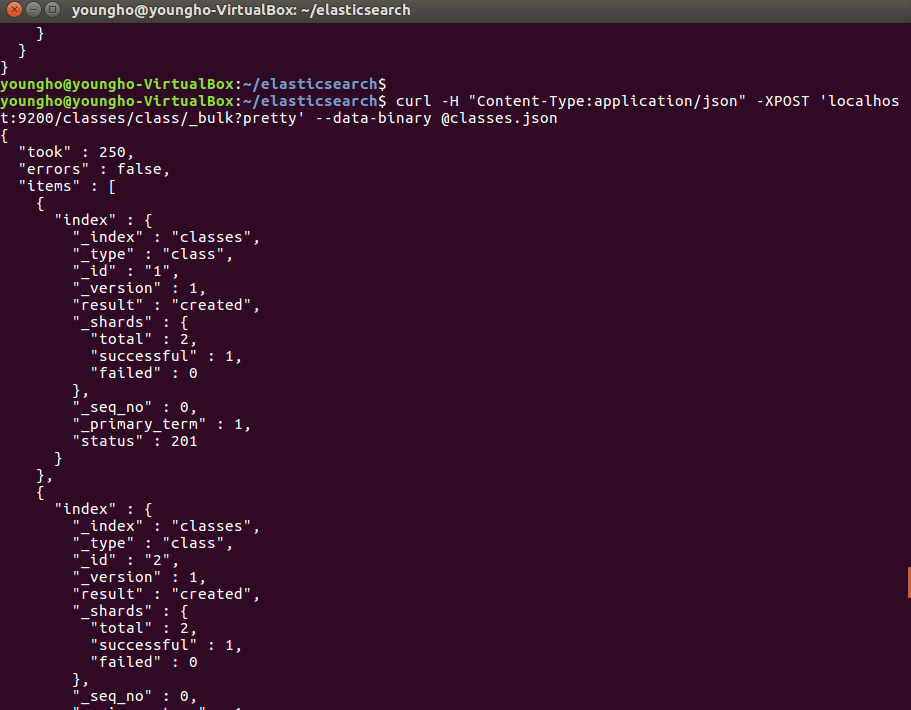 youngho@youngho-VirtualBox: ~/elasticsearch
    }
  }
}
youngho@youngho-VirtualBox:~/elasticsearch$
youngho@youngho-VirtualBox:~/elasticsearch$ curl -H "Content-Type:application/json" -XPOST 'localhos
t:9200/classes/class/_bulk?pretty' --data-binary @classes.json
{
  "took" : 250,
  "errors" : false,
  "items" : [
    {
      "index" : {
        "_index" : "classes",
        "_type" : "class",
        "_id" : "1",
        "_version" : 1,
        "result" : "created",
        "_shards" : {
          "total" : 2,
          "successful" : 1,
          "failed" : 0
        },
        "_seq_no" : 0,
        "_primary_term" : 1,
        "status" : 201
      }
    },
    {
      "index" : {
        "_index" : "classes",
        "_type" : "class",
        "_id" : "2",
        "_version" : 1,
        "result" : "created",
        "_shards" : {
          "total" : 2,
          "successful" : 1,
          "failed" : 0
        },
        "_seq_no" : 0,